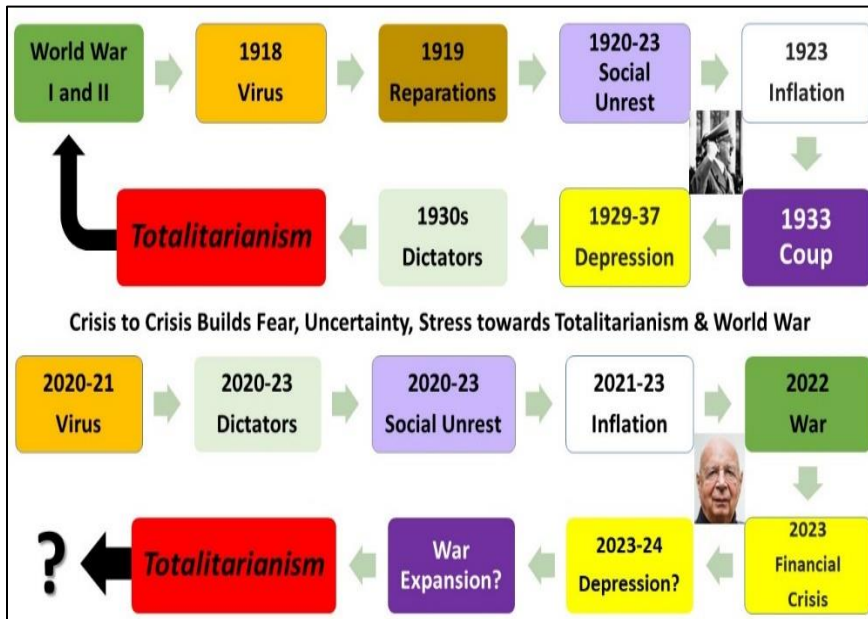 World War
I and II
1918
Virus
1919
Reparations
1920-23
Social
Unrest
1923
Inflation
1933
Coup
1929-37
Depression
1930s
Dictators
Totalitarianism
Crisis to Crisis Builds Fear, Uncertainty, Stress towards Totalitarianism & World War
2020-21
Virus
2020-23
Dictators
2020-23
Social Unrest
2021-23
Inflation
2022
War
2023
Financial
Crisis
2023-24
Depression?
War
Expansion?
Totalitarianism
?